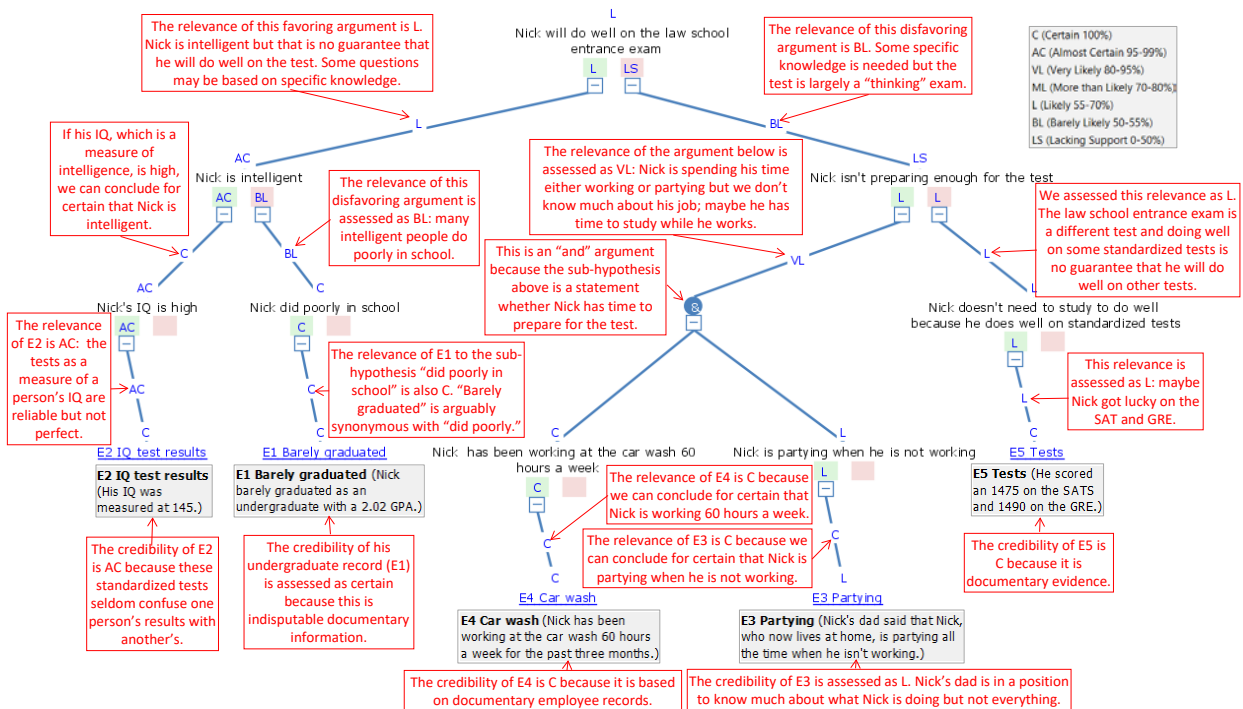 L
Nick will do well on the law school
entrance exam
L LS
The relevance of this favoring argument is L.
Nick is intelligent but that is no guarantee that
he will do well on the test. Some questions
may be based on specific knowledge.
The relevance of this disfavoring
argument is BL. Some specific
knowledge is needed but the
test is largely a “thinking” exam.
C (Certain 100%)
AC (Almost Certain 95-99%)
VL (Very Likely 80-95%)
ML (More than Likely 70-80%)
L (Likely 55-70%)
BL (Barely Likely 50-55%)
LS (Lacking Support 0-50%)
L
BL
If his IQ, which is a
measure of
intelligence, is high,
we can conclude for
certain that Nick is
intelligent.
AC
Nick is intelligent
AC BL
The relevance of this
disfavoring argument is
assessed as BL: many
intelligent people do
poorly in school.
The relevance of the argument below is
assessed as VL: Nick is spending his time
either working or partying but we don’t
know much about his job; maybe he has
time to study while he works.
LS
Nick isn't preparing enough for the test
L L
We assessed this relevance as L.
The law school entrance exam is
a different test and doing well
on some standardized tests is
no guarantee that he will do
well on other tests.
C
BL
VL
L
This is an “and” argument
because the sub-hypothesis
above is a statement
whether Nick has time to
prepare for the test.
&
AC
Nick's IQ is high
AC
C
Nick did poorly in school
C
L
Nick doesn't need to study to do well
because he does well on standardized tests
L
The relevance
of E2 is AC: the
tests as a
measure of a
person’s IQ are
reliable but not
perfect.
AC
C
The relevance of E1 to the sub-
hypothesis “did poorly in
school” is also C. “Barely
graduated” is arguably
synonymous with “did poorly.”
C
C
L
This relevance is
assessed as L: maybe
Nick got lucky on the
SAT and GRE.
C
E2 IQ test results
E2 IQ test results
(His IQ was
measured at 145.)
E1 Barely graduated
E1 Barely graduated (Nick
barely graduated as an
undergraduate with a 2.02 GPA.)
C
Nick has been working at the car wash 60
hours a week
C
L
Nick is partying when he is not working
L
E5 Tests
E5 Tests (He scored
an 1475 on the SATS
and 1490 on the GRE.)
The relevance of E4 is C because
we can conclude for certain that
Nick is working 60 hours a week.
The relevance of E3 is C because we
can conclude for certain that Nick is
partying when he is not working.
C
C
C
L
The credibility of E2
is AC because these
standardized tests
seldom confuse one
person’s results with
another’s.
The credibility of his
undergraduate record (E1)
is assessed as certain
because this is
indisputable documentary
information.
The credibility of E5 is
C because it is
documentary evidence.
E4 Car wash
E4 Car wash (Nick has been
working at the car wash 60 hours
a week for the past three months.)
E3 Partying
E3 Partying (Nick's dad said that Nick,
who now lives at home, is partying all
the time when he isn't working.)
The credibility of E4 is C because it is based
on documentary employee records.
The credibility of E3 is assessed as L. Nick’s dad is in a position
to know much about what Nick is doing but not everything.